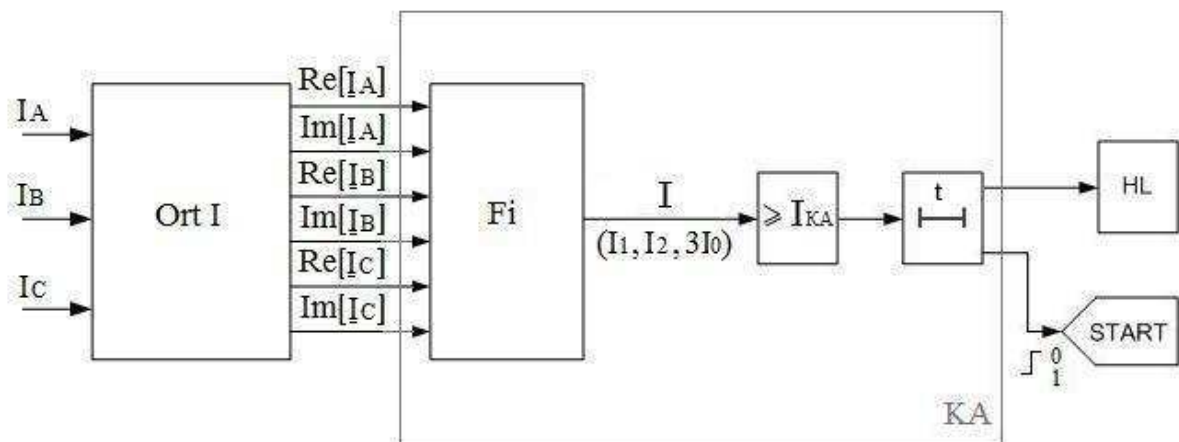 IA
IB
IC
Ort I
Re[IA]
Im[IA]
Re[IB]
Im[IB]
Re[IC]
Im[IC]
Fi
I
(I1, I2, 3I0)
⩾ IKA
t
HL
START
0
1
KA